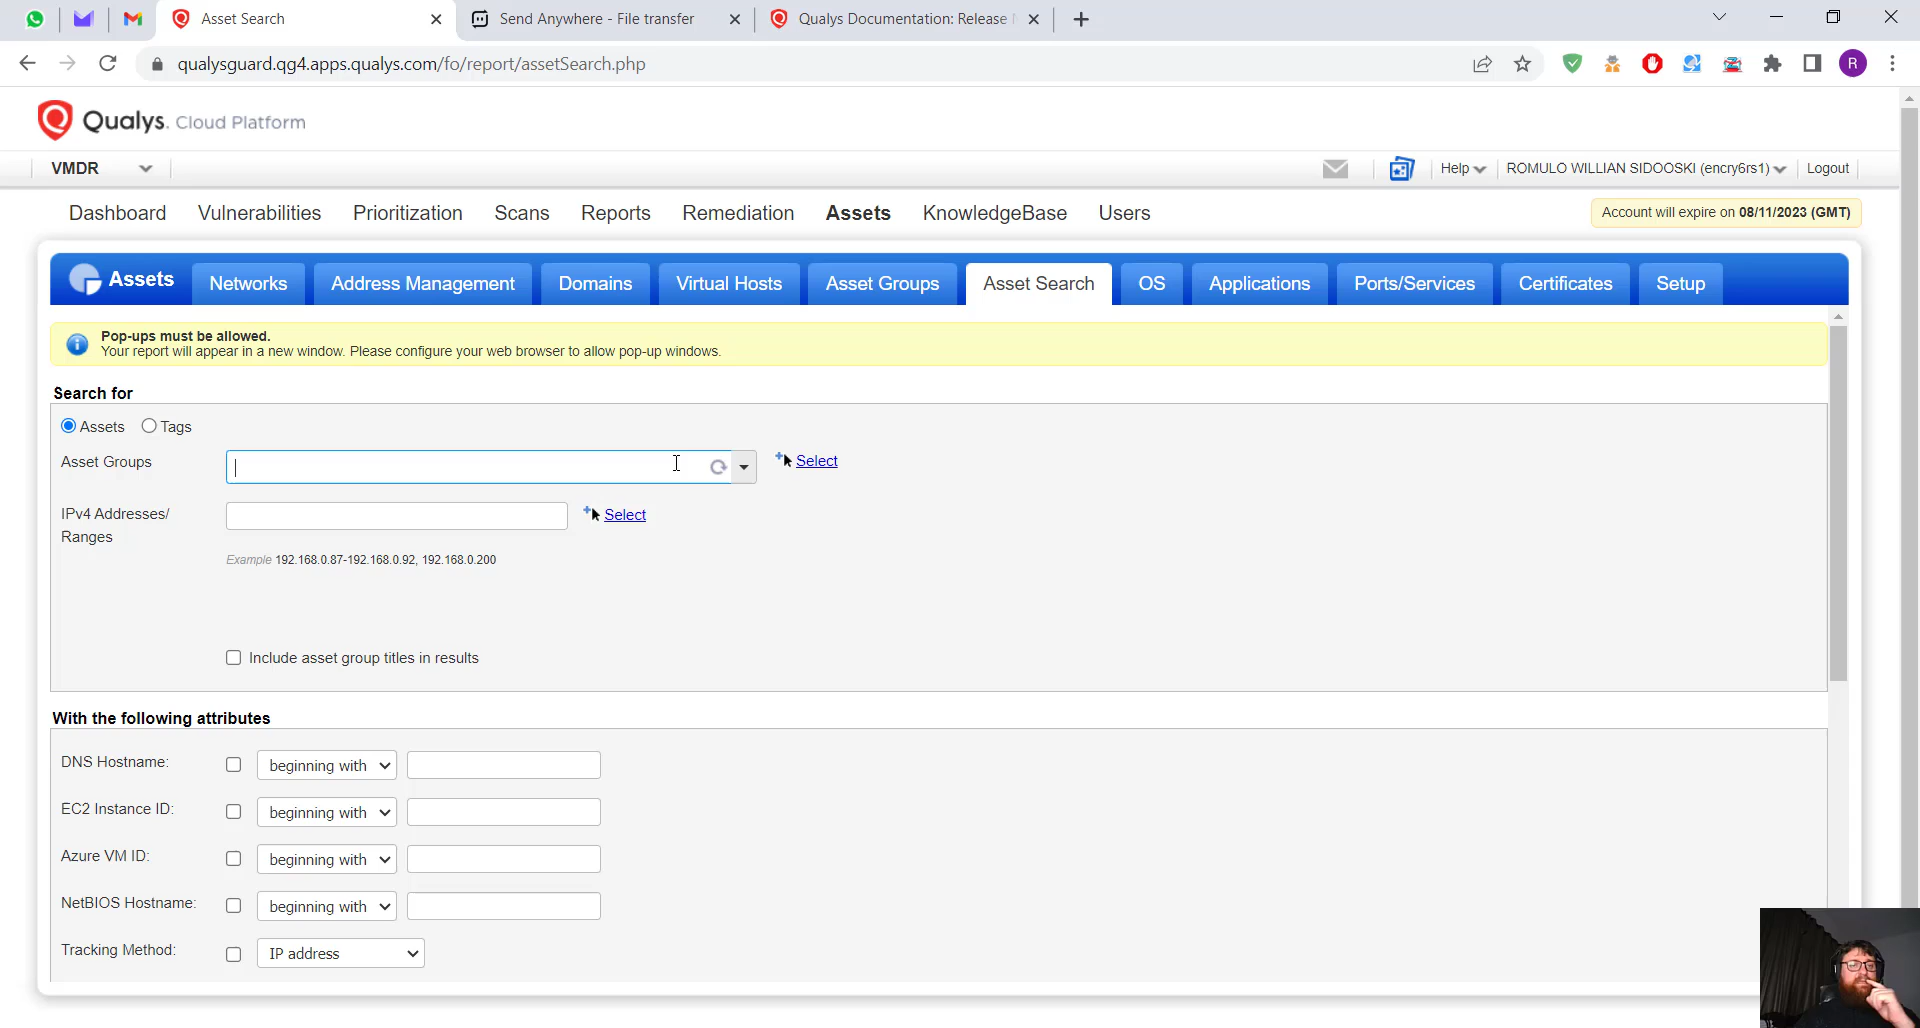 Asset Search
Send Anywhere - File transfer
Qualys Documentation: Release
qualysguard.qg4.apps.qualys.com/fo/report/assetSearch.php
R
Qualys. Cloud Platform
VMDR
Help
ROMULO WILLIAN SIDOOSKI (encry6rs1)
Logout
Dashboard
Vulnerabilities
Prioritization
Scans
Reports
Remediation
Assets
KnowledgeBase
Users
Account will expire on 08/11/2023 (GMT)
Assets
Networks
Address Management
Domains
Virtual Hosts
Asset Groups
Asset Search
OS
Applications
Ports/Services
Certificates
Setup
Pop-ups must be allowed.
Your report will appear in a new window. Please configure your web browser to allow pop-up windows.
Search for
Assets
Tags
Asset Groups
Select
IPv4 Addresses/
Ranges
Select
Example 192.168.0.87-192.168.0.92, 192.168.0.200
Include asset group titles in results
With the following attributes
DNS Hostname:
beginning with
EC2 Instance ID:
beginning with
Azure VM ID:
beginning with
NetBIOS Hostname:
beginning with
Tracking Method:
IP address